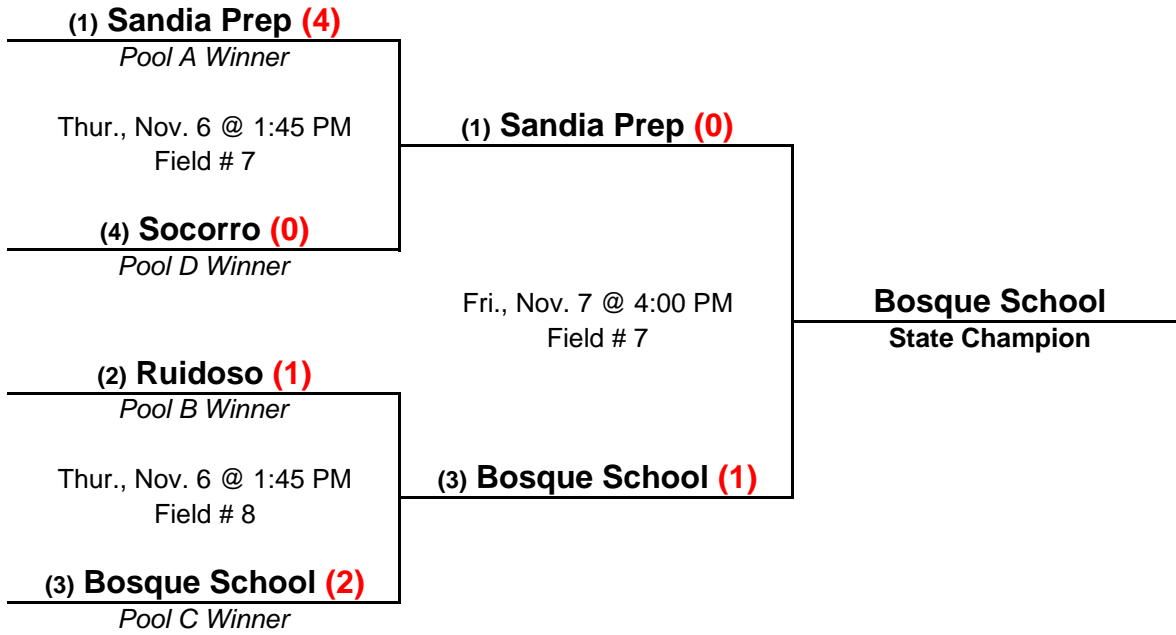 (1) Sandia Prep (4)
Pool A Winner
Thur., Nov. 6 @ 1:45 PM
Field # 7
(4) Socorro (0)
Pool D Winner
(2) Ruidoso (1)
Pool B Winner
Thur., Nov. 6 @ 1:45 PM
Field # 8
(3) Bosque School (2)
Pool C Winner
(1) Sandia Prep (0)
Fri., Nov. 7 @ 4:00 PM
Field # 7
(3) Bosque School (1)
Bosque School
State Champion